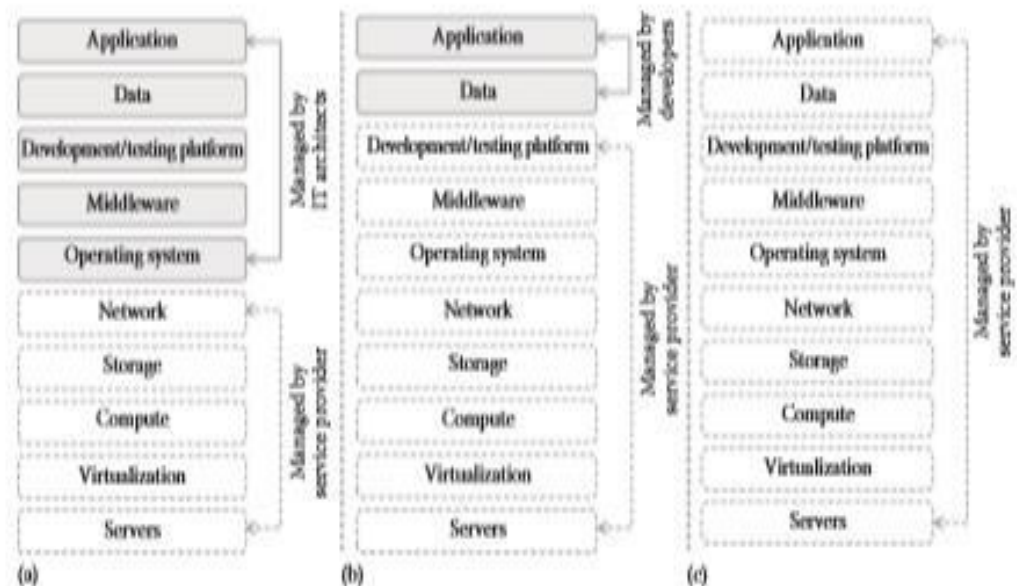 Application
Data
Development/testing platform
Middleware
Operating system
Network
Storage
Compute
Virtualization
Servers
Managed by
IT architects
Managed by
service provider
(a)
Application
Data
Development/testing platform
Middleware
Operating system
Network
Storage
Compute
Virtualization
Servers
Managed by
developers
Managed by
service provider
(b)
Application
Data
Development/testing platform
Middleware
Operating system
Network
Storage
Compute
Virtualization
Servers
Managed by
service provider
(c)